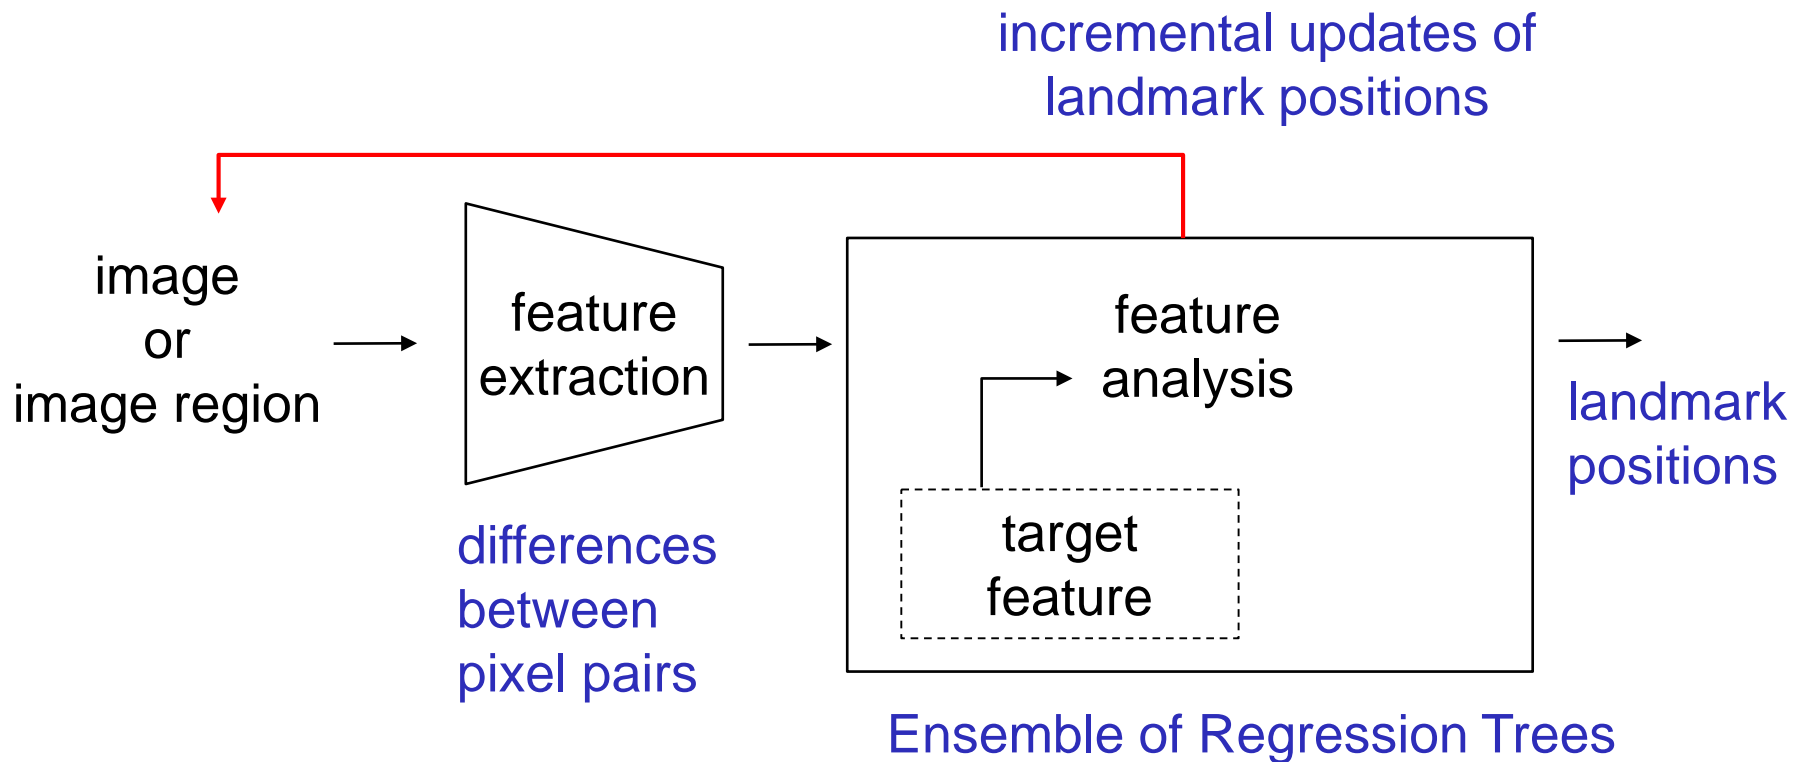 incremental updates of
landmark positions
image
or
image region
feature
extraction
differences
between
pixel pairs
feature
analysis
target
feature
Ensemble of Regression Trees
landmark
positions